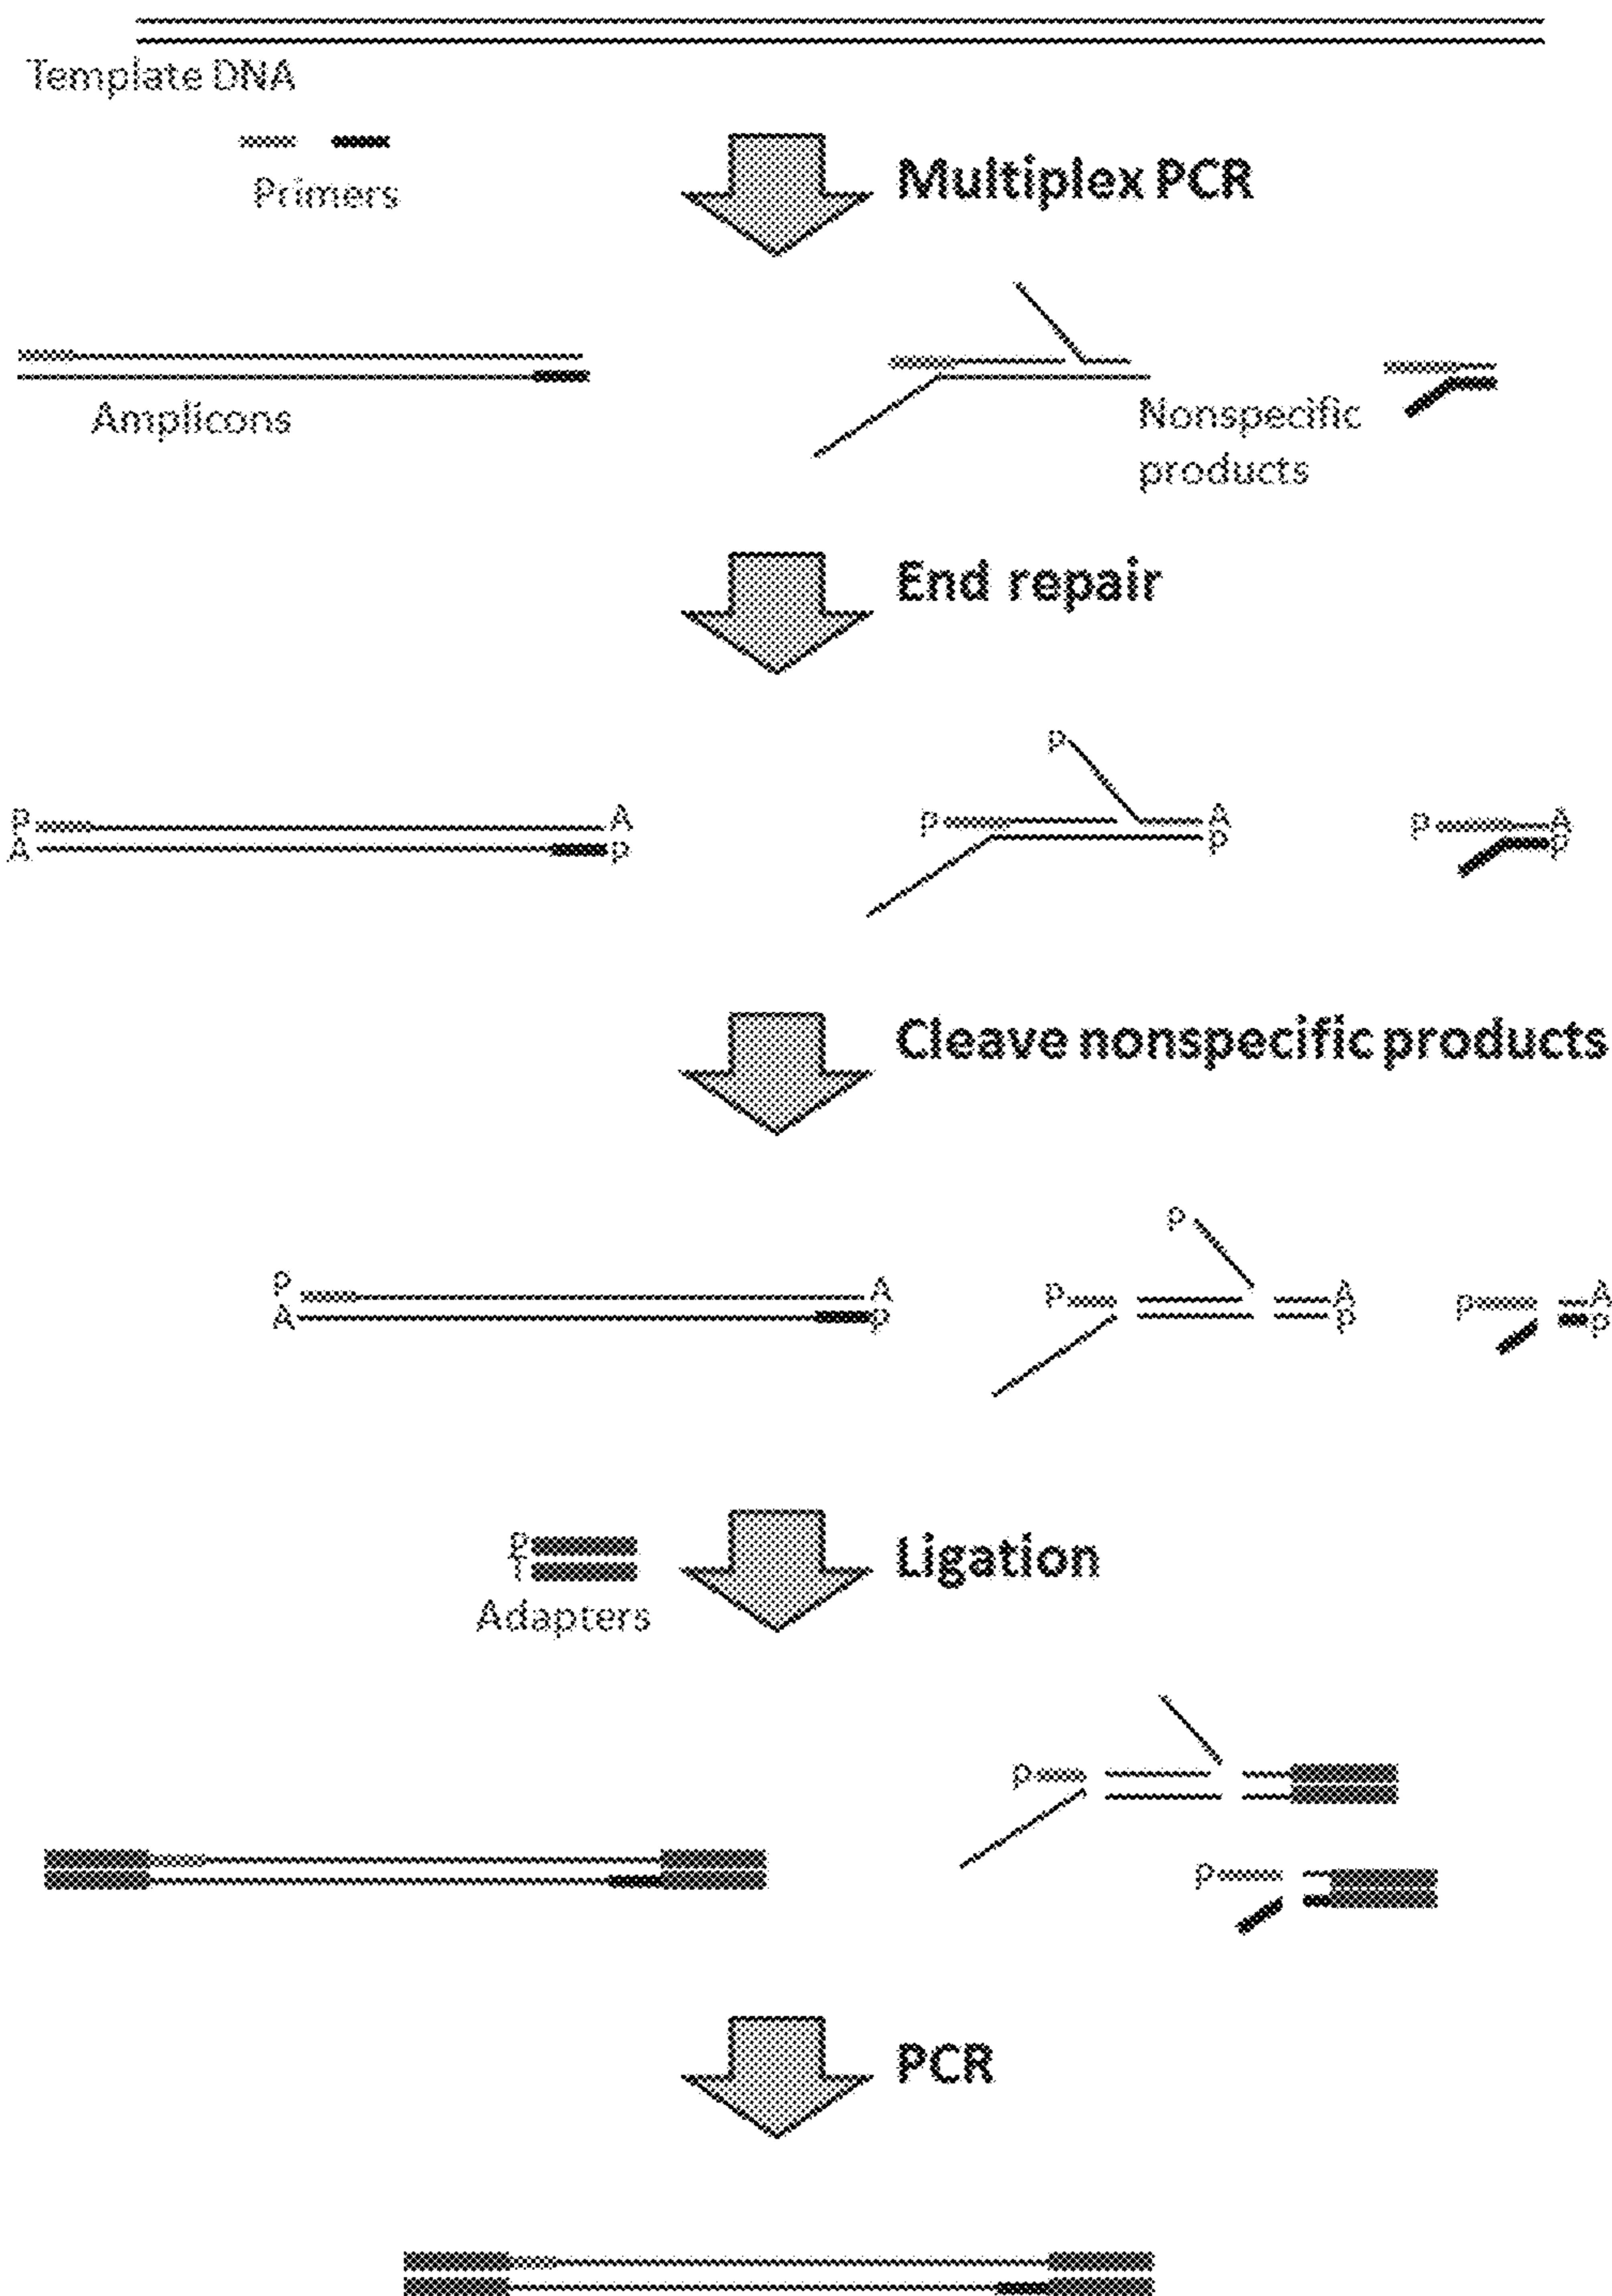 Template DNA
Primers
Multiplex PCR
Amplicons
Nonspecific
products
End repair
P
P A
P A
P A
P A
A P
P
P
Cleave nonspecific products
P
P A
P A
P A
A P
P
P
P
T
Ligation
Adapters
P
P
PCR